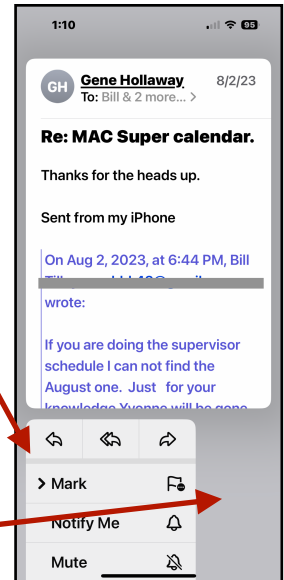 1:10
95
GH
Gene Hollaway 8/2/23
To: Bill & 2 more... >
Re: MAC Super calendar.
Thanks for the heads up.
Sent from my iPhone
On Aug 2, 2023, at 6:44 PM, Bill
wrote:
If you are doing the supervisor
schedule I can not find the
August one. Just for your
knowledge Yvonne will be gone
> Mark
Notify Me
Mute